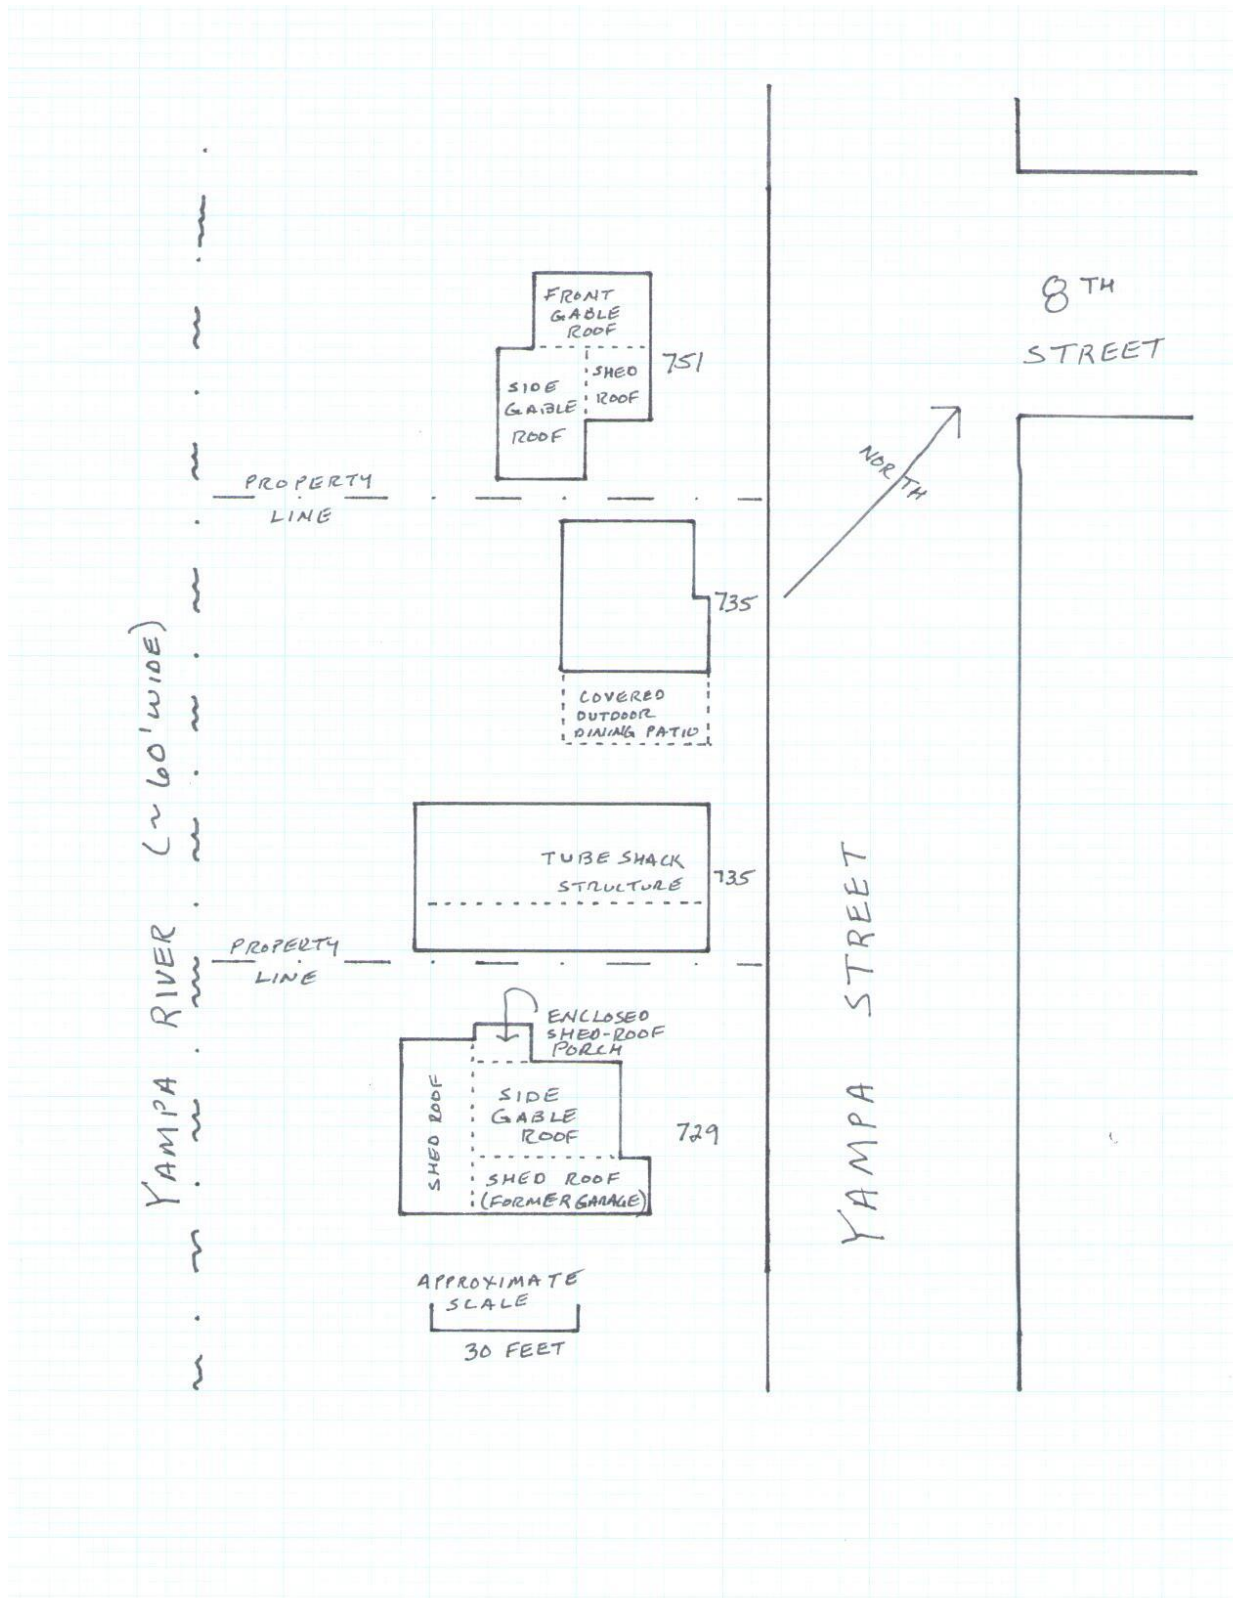 8TH
STREET
FRONT
GABLE
ROOF
751
SHED
ROOF
SIDE
GABLE
ROOF
NORTH
PROPERTY
LINE
735
COVERED
OUTDOOR
DINING PATIO
YAMPA RIVER (~60' WIDE)
TUBE SHACK
STRUCTURE
735
YAMPA STREET
PROPERTY
LINE
ENCLOSED
SHED-ROOF
PORCH
SHED ROOF
SIDE
GABLE
ROOF
729
SHED ROOF
(FORMER GARAGE)
APPROXIMATE
SCALE
30 FEET